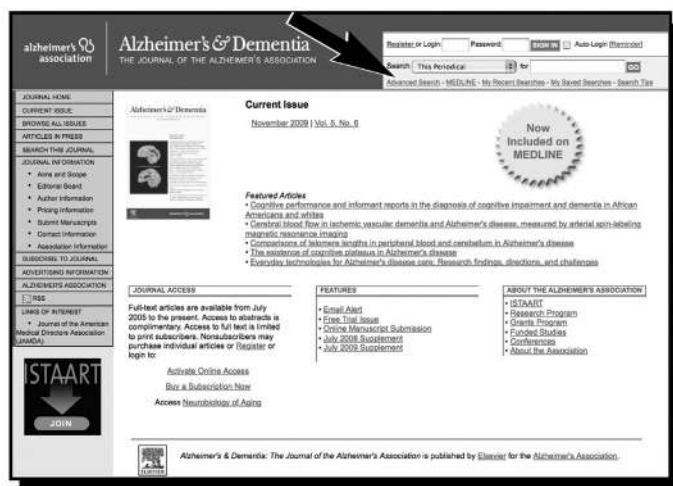 alzheimer's association
Alzheimer's & Dementia
THE JOURNAL OF THE ALZHEIMER'S ASSOCIATION
Register or Login: Password: SIGN IN Auto-Login [Reminder]
Search This Periodical for GO
Advanced Search - MEDLINE - My Recent Searches - My Saved Searches - Search Tips
JOURNAL HOME
CURRENT ISSUE
BROWSE ALL ISSUES
ARTICLES IN PRESS
SEARCH THIS JOURNAL
JOURNAL INFORMATION
• Aims and Scope
• Editorial Board
• Author Information
• Pricing Information
• Submit Manuscripts
• Contact Information
• Association Information
SUBSCRIBE TO JOURNAL
ADVERTISING INFORMATION
ALZHEIMER'S ASSOCIATION
RSS
LINKS OF INTEREST
• Journal of the American
Medical Directors Association
(JAMDA)
ISTAART
JOIN
Alzheimer's & Dementia
Current Issue
November 2009 | Vol. 5, No. 6
Now
Included on
MEDLINE
Featured Articles
• Cognitive performance and informant reports in the diagnosis of cognitive impairment and dementia in African
Americans and whites
• Cerebral blood flow in ischemic vascular dementia and Alzheimer's disease, measured by arterial spin-labeling
magnetic resonance imaging
• Comparisons of telomere lengths in peripheral blood and cerebellum in Alzheimer's disease
• The existence of cognitive plateaus in Alzheimer's disease
• Everyday technologies for Alzheimer's disease care: Research findings, directions, and challenges
JOURNAL ACCESS
Full-text articles are available from July
2005 to the present. Access to abstracts is
complimentary. Access to full text is limited
to print subscribers. Nonsubscribers may
purchase individual articles or Register or
login to:
Activate Online Access
Buy a Subscription Now
Access Neurobiology of Aging
FEATURES
• Email Alert
• Free Trial Issue
• Online Manuscript Submission
• July 2008 Supplement
• July 2009 Supplement
ABOUT THE ALZHEIMER'S ASSOCIATION
• ISTAART
• Research Program
• Grants Program
• Funded Studies
• Conferences
• About the Association
ELSEVIER
Alzheimer's & Dementia: The Journal of the Alzheimer's Association is published by Elsevier for the Alzheimer's Association.